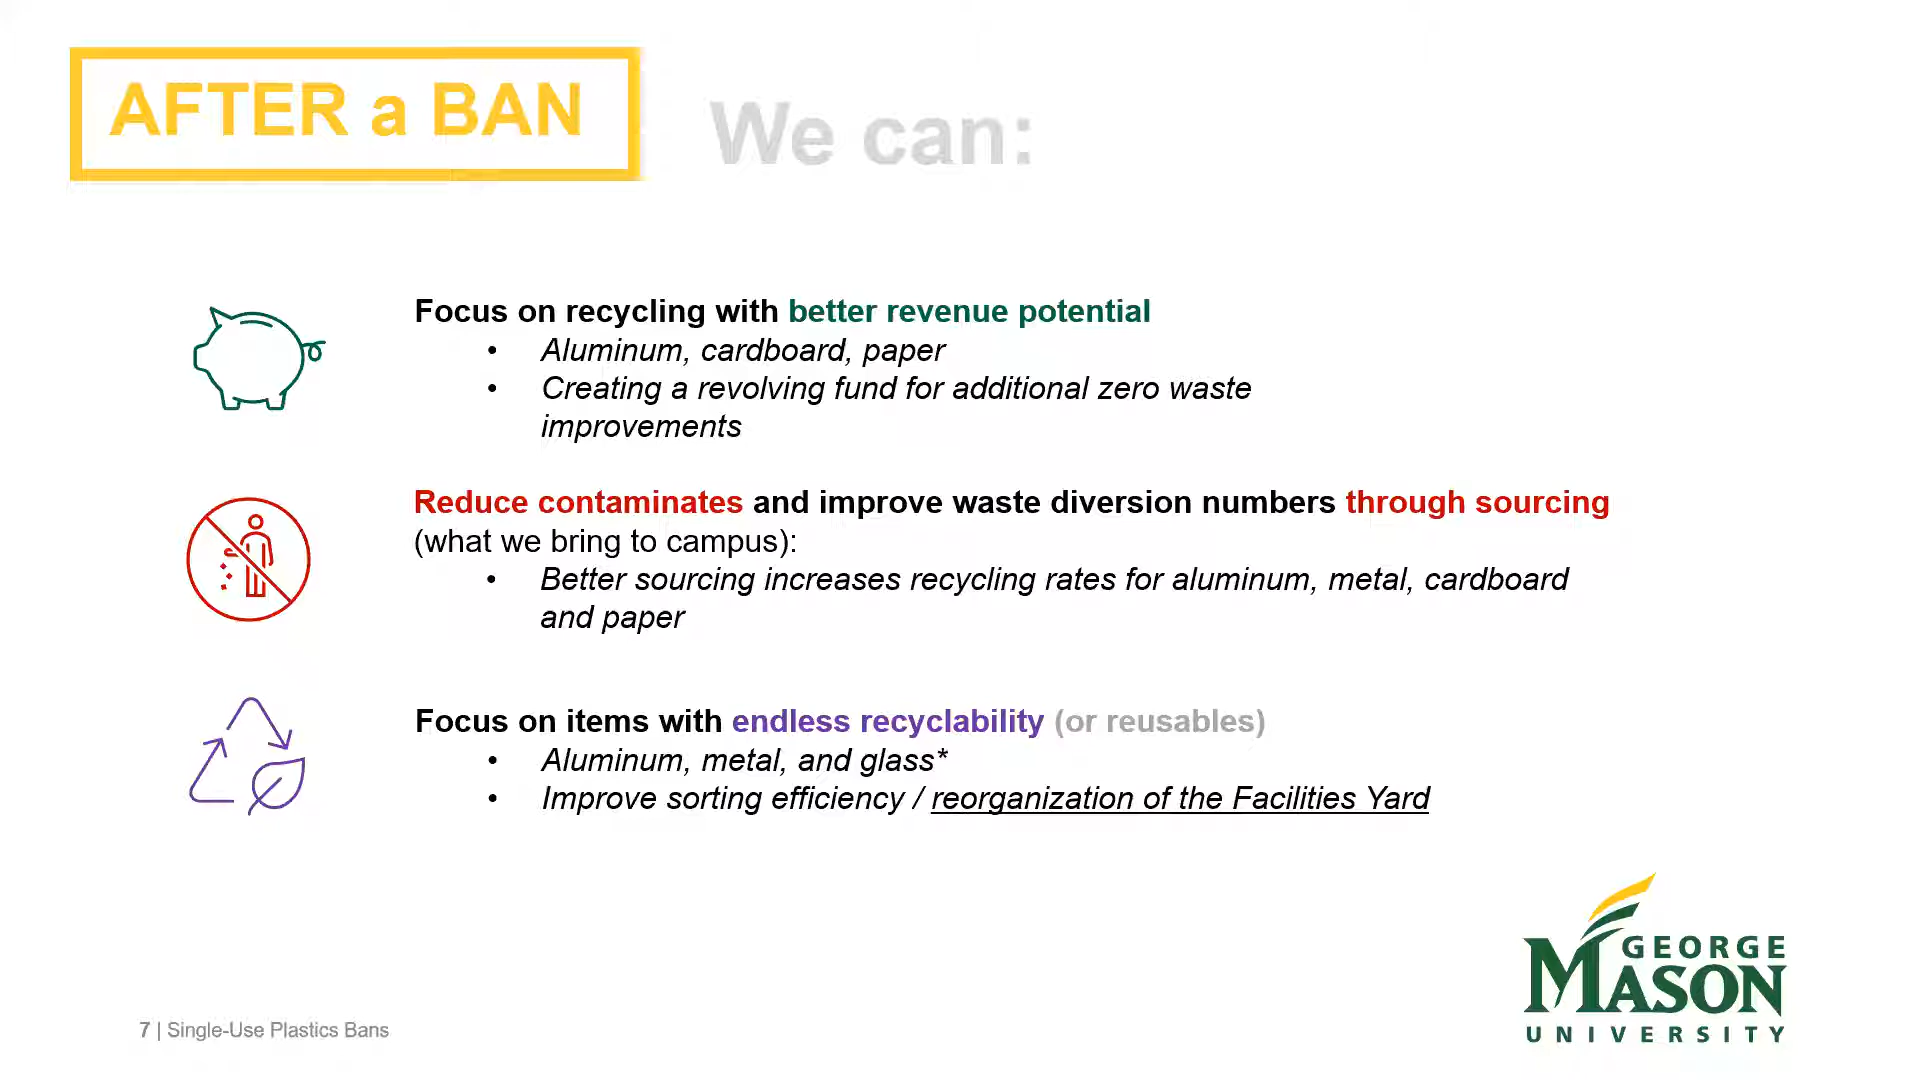 AFTER a BAN
We can:
Focus on recycling with better revenue potential
• Aluminum, cardboard, paper
• Creating a revolving fund for additional zero waste
improvements
Reduce contaminates and improve waste diversion numbers through sourcing
(what we bring to campus):
• Better sourcing increases recycling rates for aluminum, metal, cardboard
and paper
Focus on items with endless recyclability (or reusables)
• Aluminum, metal, and glass*
• Improve sorting efficiency / reorganization of the Facilities Yard
GEORGE
MASON
UNIVERSITY
7 | Single-Use Plastics Bans